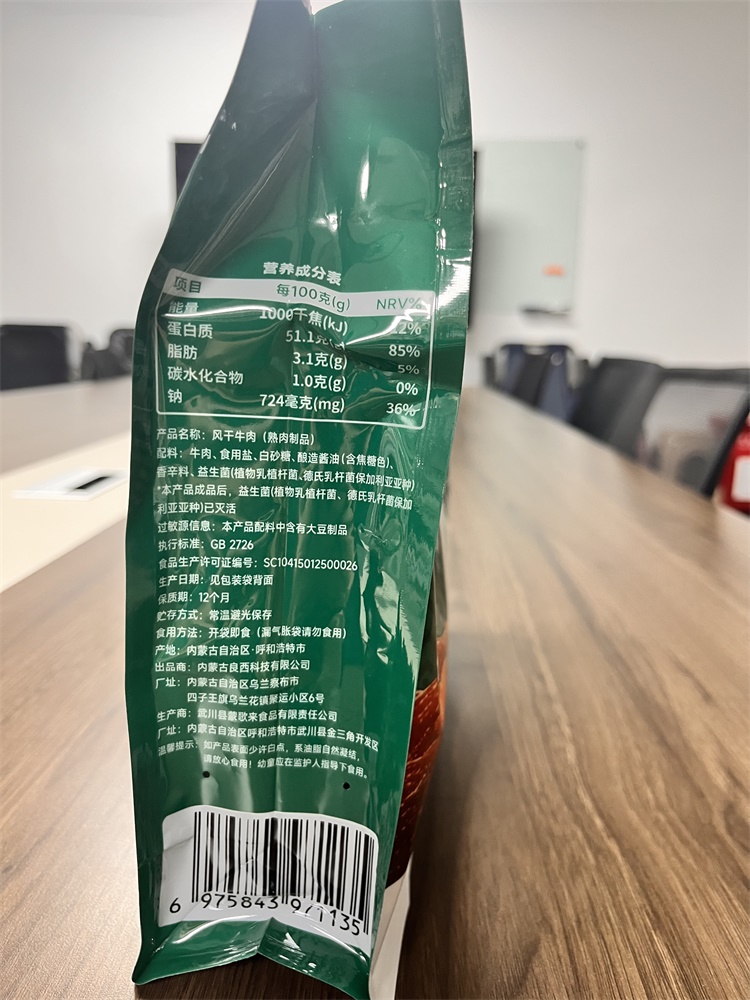 营养成分表
项目 每100克(g) NRV%
能量 1000千焦(kJ) 12%
蛋白质 51.1克(g) 85%
脂肪 3.1克(g) 5%
碳水化合物 1.0克(g) 0%
钠 724毫克(mg) 36%
产品名称：风干牛肉（熟肉制品）
配料：牛肉、食用盐、白砂糖、酿造酱油(含焦糖色)、
香辛料、益生菌(植物乳植杆菌、德氏乳杆菌保加利亚亚种)
*本产品成品后，益生菌(植物乳植杆菌、德氏乳杆菌保加
利亚亚种)已灭活
过敏源信息：本产品配料中含有大豆制品
执行标准：GB 2726
食品生产许可证编号：SC10415012500026
生产日期：见包装袋背面
保质期：12个月
贮存方式：常温避光保存
食用方法：开袋即食（漏气胀袋请勿食用）
产地：内蒙古自治区·呼和浩特市
出品商：内蒙古良西科技有限公司
厂址：内蒙古自治区乌兰察布市
四子王旗乌兰花镇聚运小区6号
生产商：武川县蒙歌来食品有限责任公司
厂址：内蒙古自治区呼和浩特市武川县金三角开发区
温馨提示：如产品表面少许白点，系油脂自然凝结，
请放心食用！幼童应在监护人指导下食用。
6 975843 971135